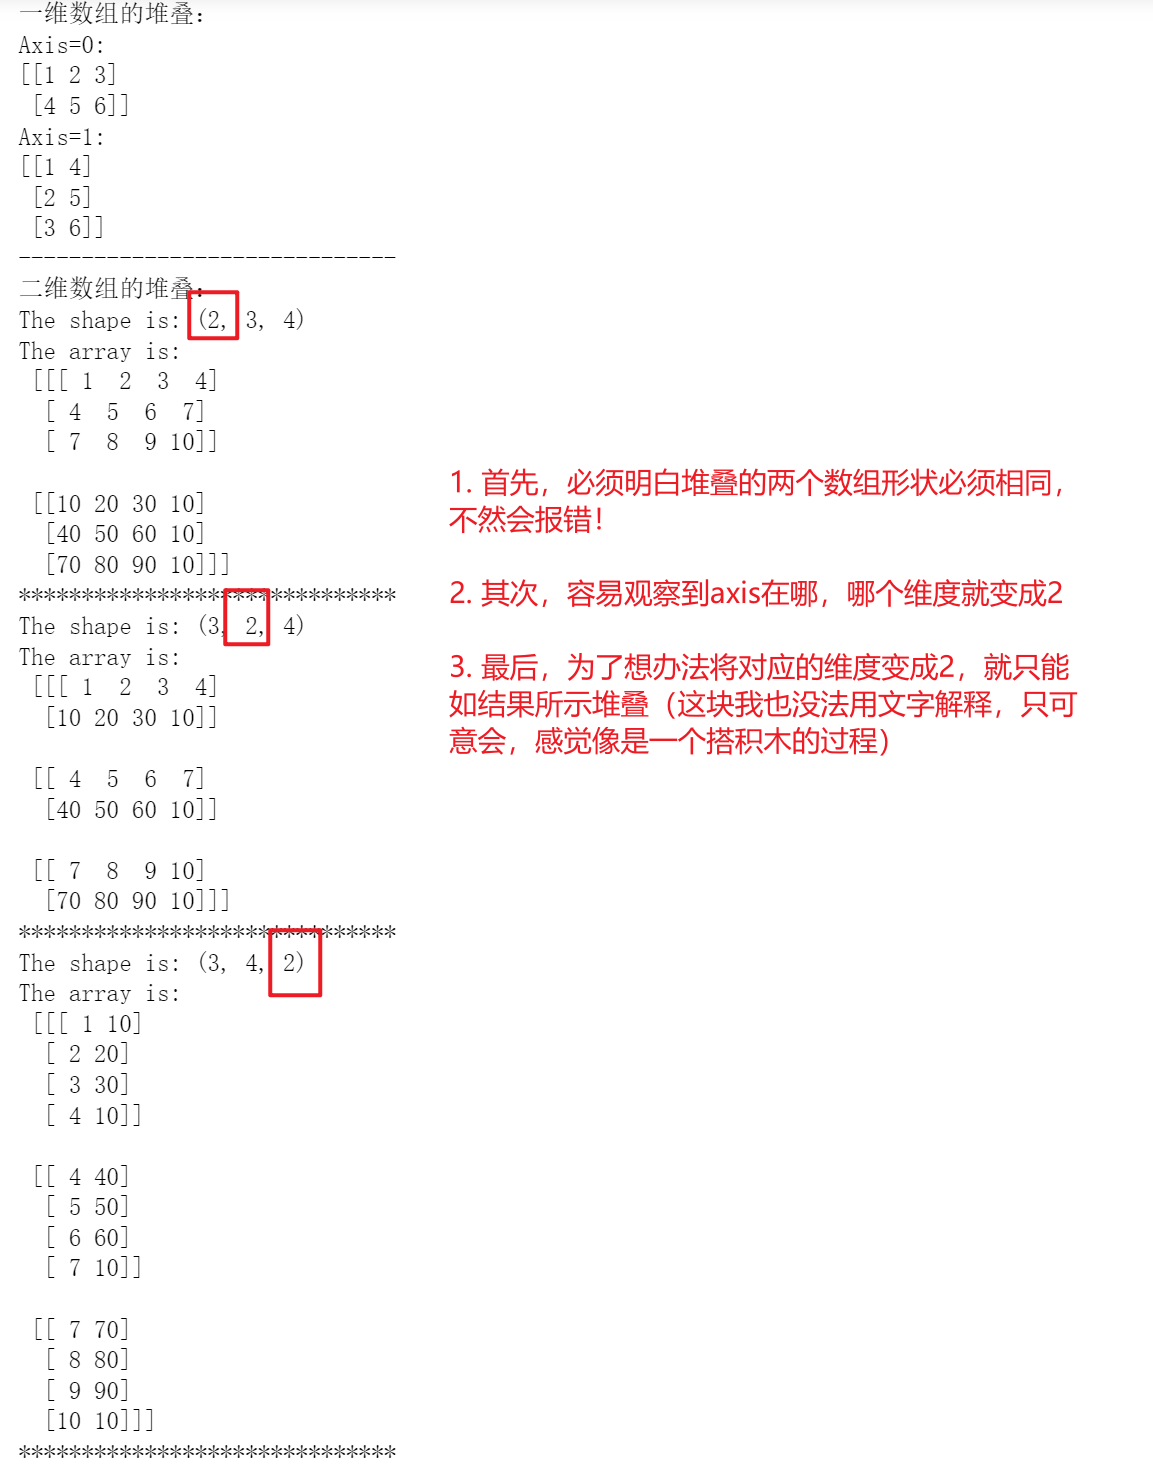 一维数组的堆叠：
Axis=0:
[[1 2 3]
 [4 5 6]]
Axis=1:
[[1 4]
 [2 5]
 [3 6]]
------------------------------
二维数组的堆叠：
The shape is: (2, 3, 4)
The array is:
 [[[ 1  2  3  4]
  [ 4  5  6  7]
  [ 7  8  9 10]]

 [[10 20 30 10]
  [40 50 60 10]
  [70 80 90 10]]]
******************************
The shape is: (3, 2, 4)
The array is:
 [[[ 1  2  3  4]
  [10 20 30 10]]

 [[ 4  5  6  7]
  [40 50 60 10]]

 [[ 7  8  9 10]
  [70 80 90 10]]]
******************************
The shape is: (3, 4, 2)
The array is:
 [[[ 1 10]
  [ 2 20]
  [ 3 30]
  [ 4 10]]

 [[ 4 40]
  [ 5 50]
  [ 6 60]
  [ 7 10]]

 [[ 7 70]
  [ 8 80]
  [ 9 90]
  [10 10]]]
******************************
1. 首先，必须明白堆叠的两个数组形状必须相同，
不然会报错！
2. 其次，容易观察到axis在哪，哪个维度就变成2
3. 最后，为了想办法将对应的维度变成2，就只能
如结果所示堆叠（这块我也没法用文字解释，只可
意会，感觉像是一个搭积木的过程）